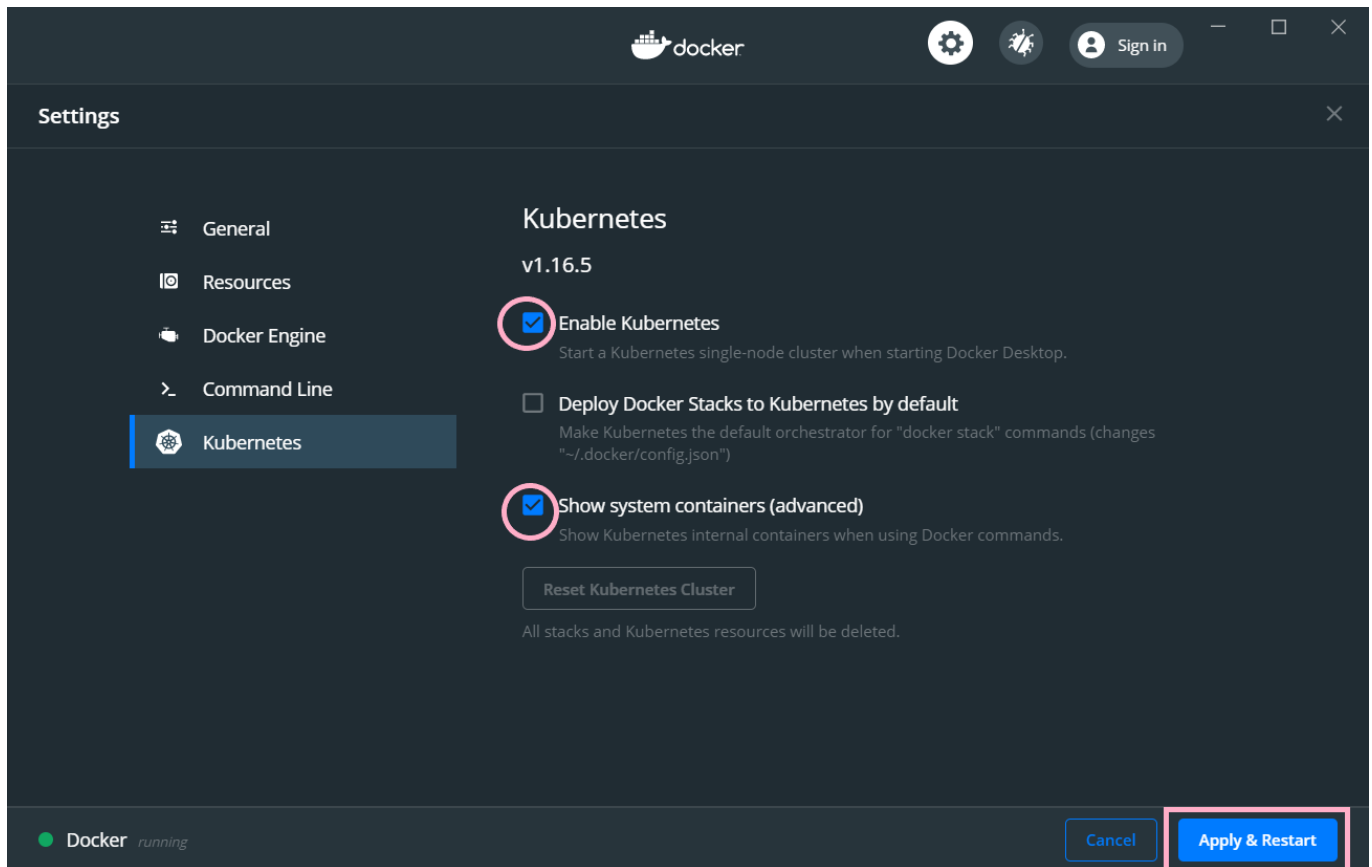 docker
Sign in
Settings
General
Resources
Docker Engine
Command Line
Kubernetes
Kubernetes
v1.16.5
Enable Kubernetes
Start a Kubernetes single-node cluster when starting Docker Desktop.
Deploy Docker Stacks to Kubernetes by default
Make Kubernetes the default orchestrator for "docker stack" commands (changes
"~/.docker/config.json")
Show system containers (advanced)
Show Kubernetes internal containers when using Docker commands.
Reset Kubernetes Cluster
All stacks and Kubernetes resources will be deleted.
Docker running
Cancel
Apply & Restart